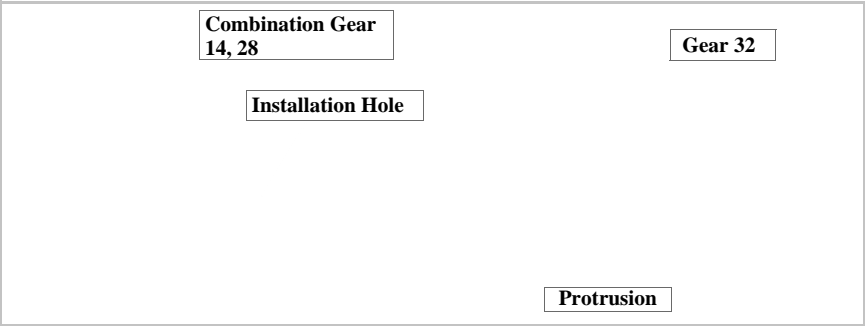 Combination Gear
14, 28
Gear 32
Installation Hole
Protrusion